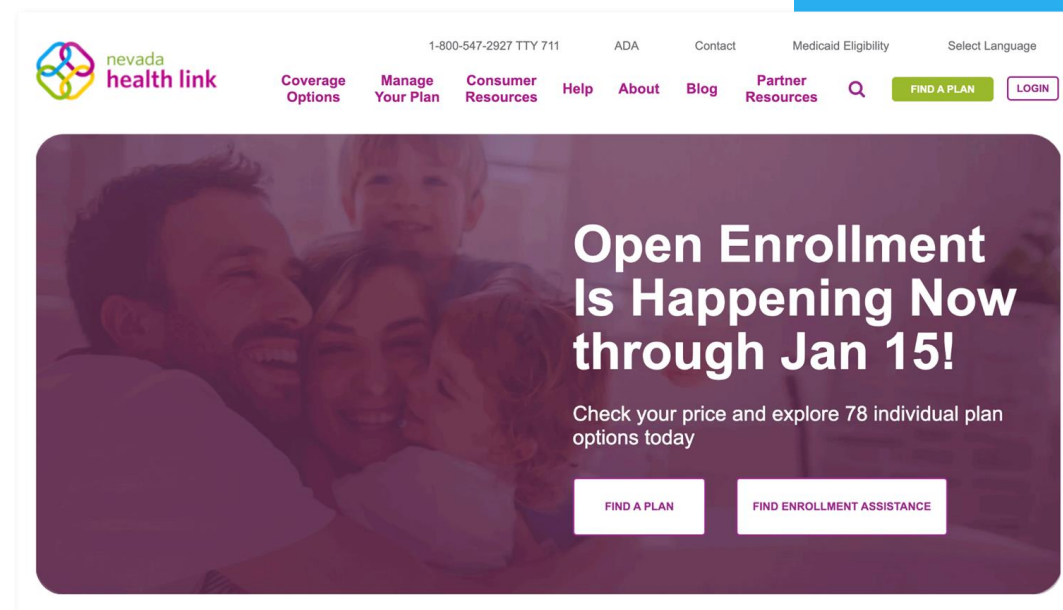 nevada
health link
1-800-547-2927 TTY 711
ADA
Contact
Medicaid Eligibility
Select Language
Coverage
Options
Manage
Your Plan
Consumer
Resources
Help
About
Blog
Partner
Resources
FIND A PLAN
LOGIN
Open Enrollment
Is Happening Now
through Jan 15!
Check your price and explore 78 individual plan
options today
FIND A PLAN
FIND ENROLLMENT ASSISTANCE